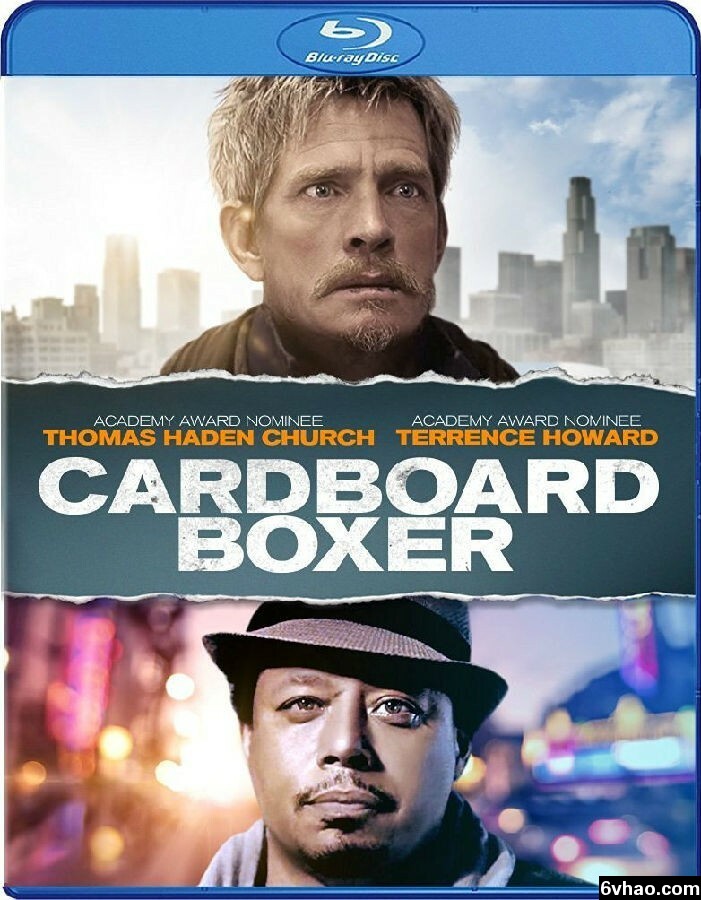 Blu-ray Disc
ACADEMY AWARD NOMINEE ACADEMY AWARD NOMINEE
THOMAS HADEN CHURCH TERRENCE HOWARD
CARDBOARD
BOXER
6vhao.com